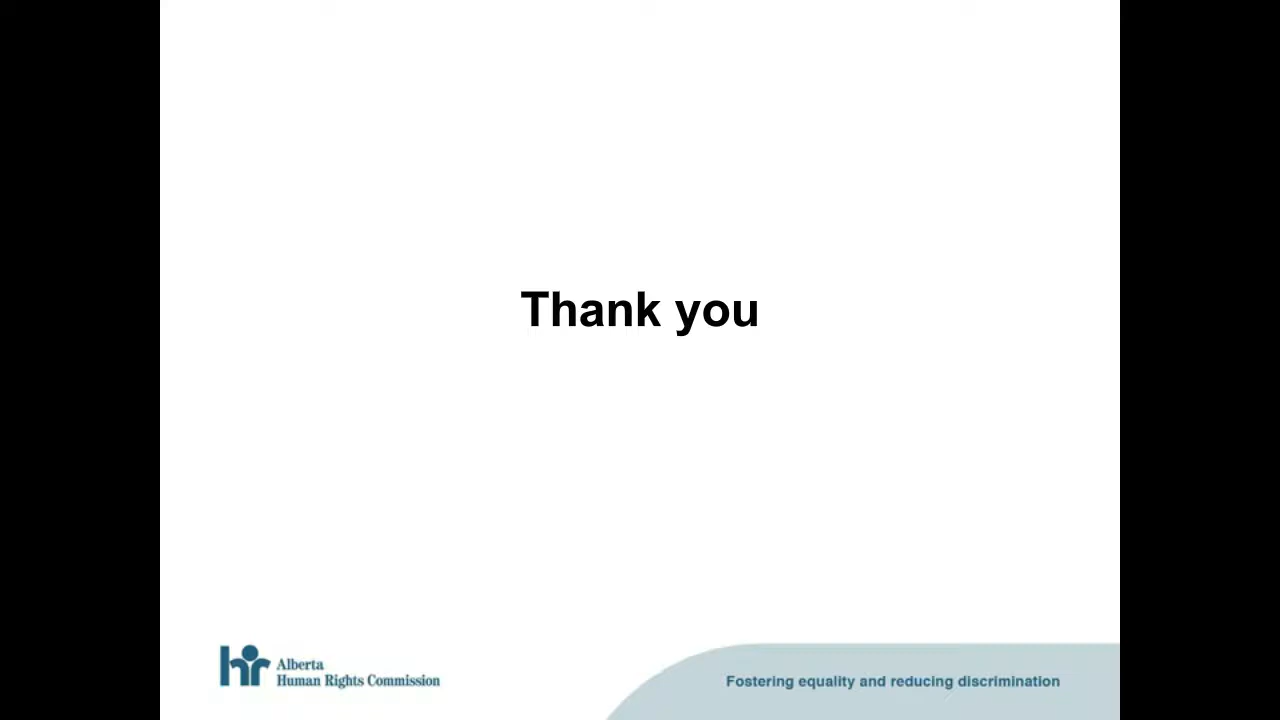 Thank you
Alberta
Human Rights Commission
Fostering equality and reducing discrimination